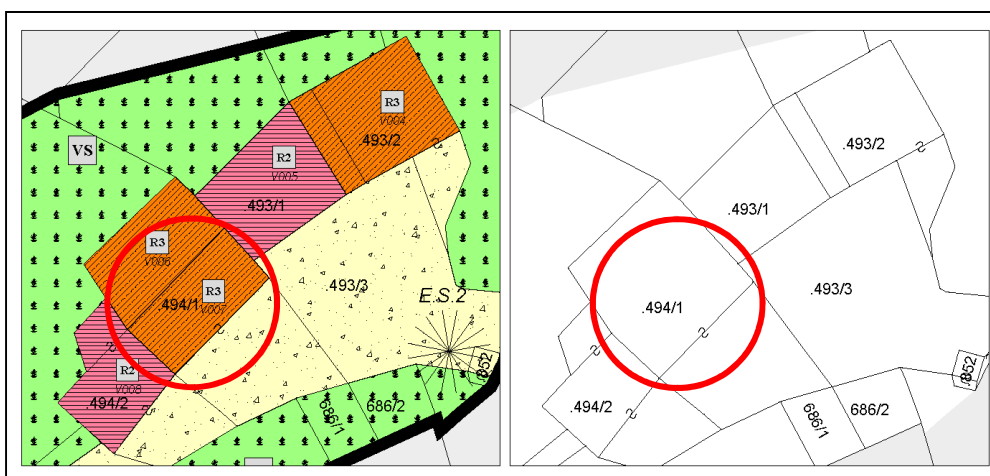 R3
V004
.493/2
VS
R2
V005
.493/1
R3
V006
R3
.494/1
V007
.493/3
E.S.2
R2
V008
.494/2
.852
686/1
686/2
.493/2
.493/1
.494/1
.493/3
.494/2
.852
686/1
686/2